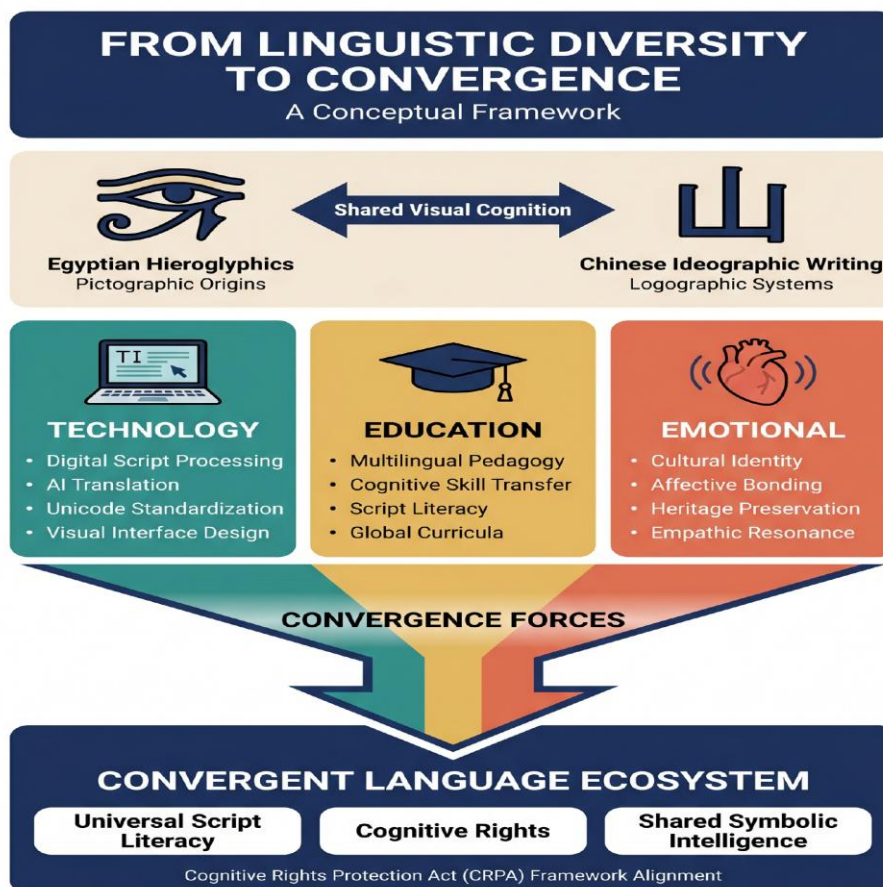 FROM LINGUISTIC DIVERSITY
TO CONVERGENCE
A Conceptual Framework
Shared Visual Cognition
山
Egyptian Hieroglyphics
Pictographic Origins
Chinese Ideographic Writing
Logographic Systems
TI
TECHNOLOGY
• Digital Script Processing
• AI Translation
• Unicode Standardization
• Visual Interface Design
EDUCATION
• Multilingual Pedagogy
• Cognitive Skill Transfer
• Script Literacy
• Global Curricula
EMOTIONAL
• Cultural Identity
• Affective Bonding
• Heritage Preservation
• Empathic Resonance
CONVERGENCE FORCES
CONVERGENT LANGUAGE ECOSYSTEM
Universal Script
Literacy
Cognitive Rights
Shared Symbolic
Intelligence
Cognitive Rights Protection Act (CRPA) Framework Alignment